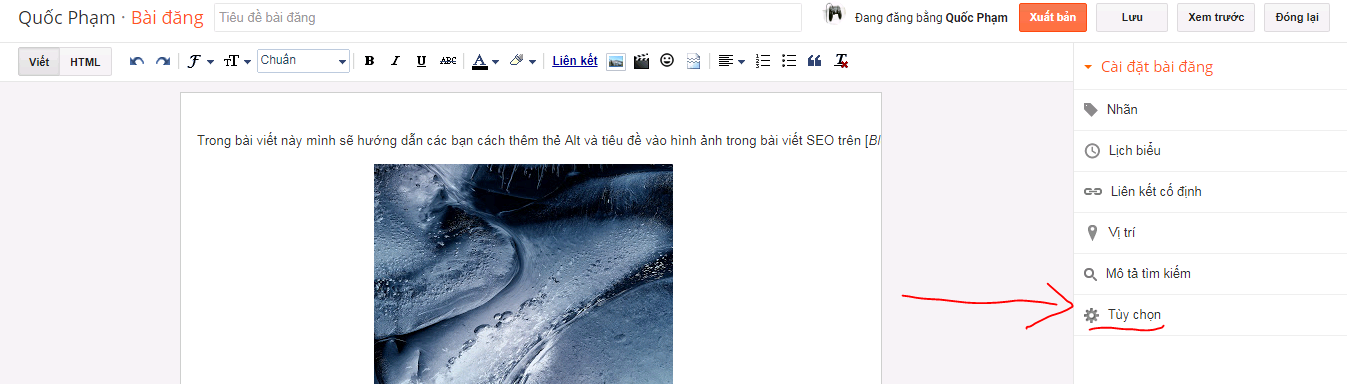 Quốc Phạm · Bài đăng
Tiêu đề bài đăng
Đang đăng bằng Quốc Phạm
Xuất bản
Lưu
Xem trước
Đóng lại
Viết
HTML
Chuẩn
B I U ABC
A
Liên kết
Trong bài viết này mình sẽ hướng dẫn các bạn cách thêm thẻ Alt và tiêu đề vào hình ảnh trong bài viết SEO trên [Bl
Cài đặt bài đăng
Nhãn
Lịch biểu
Liên kết cố định
Vị trí
Mô tả tìm kiếm
Tùy chọn